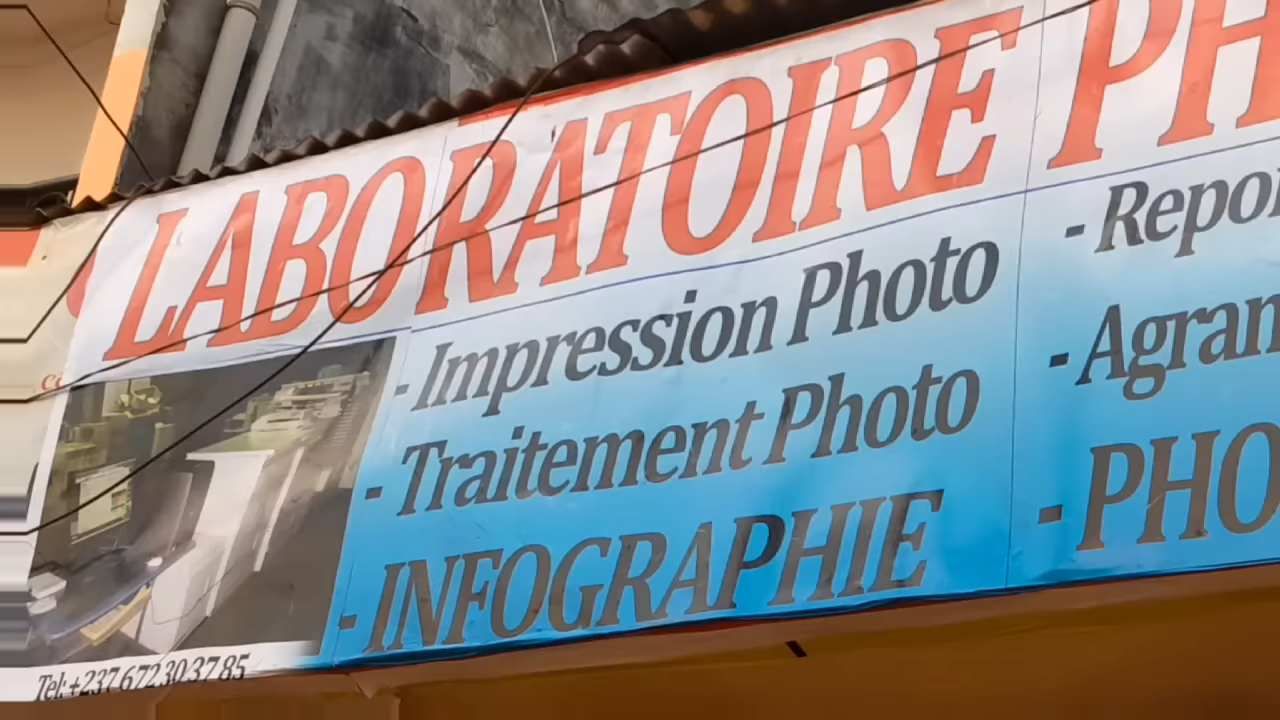 LABORATOIRE PH
- Impression Photo
- Traitement Photo
- INFOGRAPHIE
- Repor
- Agran
- PHO
Tel: +237 672 30 37 85